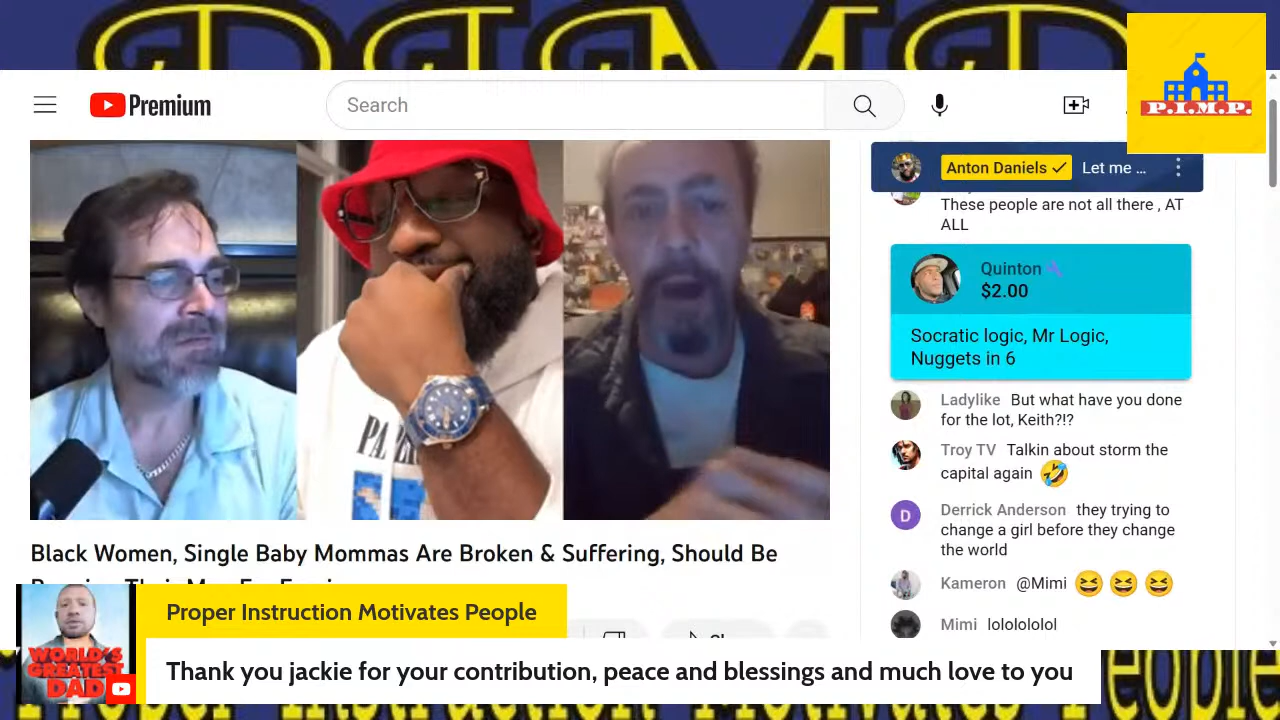 Premium
Search
P.I.M.P.
Anton Daniels
Let me ...
These people are not all there , AT
ALL
Quinton
$2.00
Socratic logic, Mr Logic,
Nuggets in 6
Ladylike But what have you done
for the lot, Keith?!?
Troy TV Talkin about storm the
capital again 🤣
D
Derrick Anderson they trying to
change a girl before they change
the world
Kameron @Mimi 😆 😆 😆
Mimi lolololol
Black Women, Single Baby Mommas Are Broken & Suffering, Should Be
Proper Instruction Motivates People
WORLD'S
GREATEST
DAD
Thank you jackie for your contribution, peace and blessings and much love to you